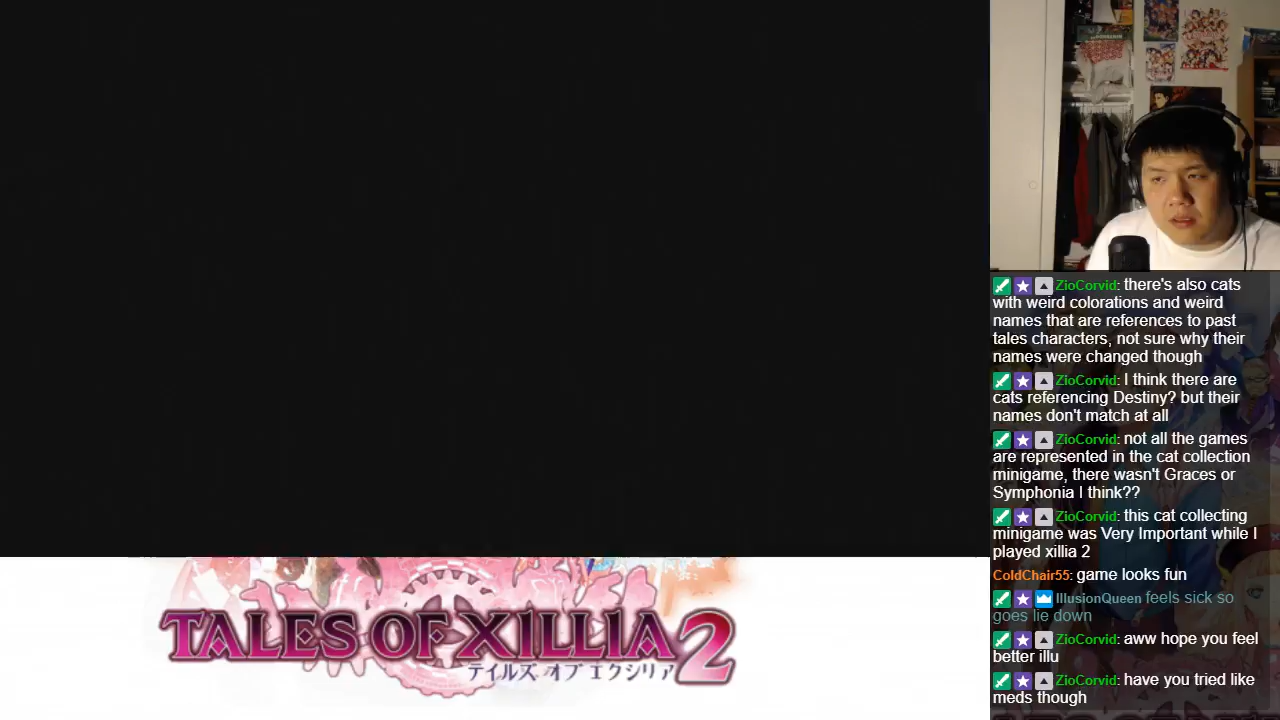 ZioCorvid: there's also cats
with weird colorations and weird
names that are references to past
tales characters, not sure why their
names were changed though
ZioCorvid: I think there are
cats referencing Destiny? but their
names don't match at all
ZioCorvid: not all the games
are represented in the cat collection
minigame, there wasn't Graces or
Symphonia I think??
ZioCorvid: this cat collecting
minigame was Very Important while I
played xillia 2
ColdChair55: game looks fun
IllusionQueen feels sick so
goes lie down
ZioCorvid: aww hope you feel
better illu
ZioCorvid: have you tried like
meds though
TALES OF XILLIA 2
テイルズ オブ エクシリア